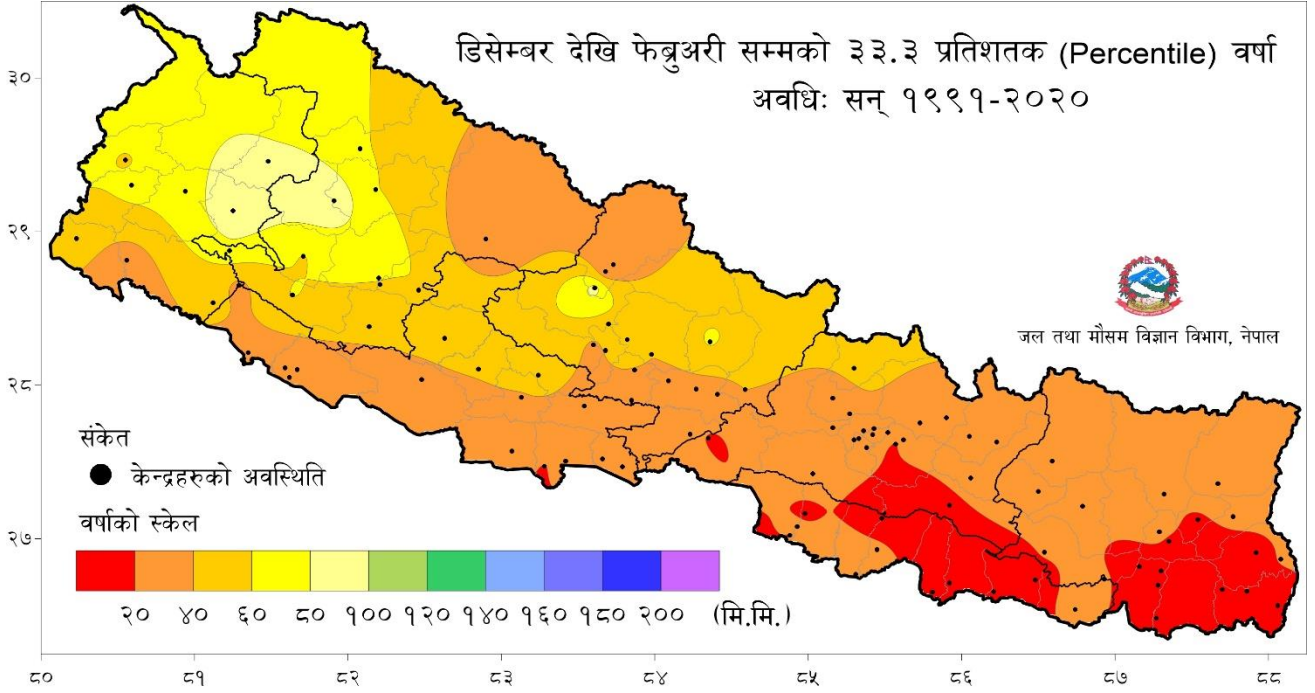 डिसेम्बर देखि फेब्रुअरी सम्मको ३३.३ प्रतिशतक (Percentile) वर्षा
अवधिः सन् १९९१-२०२०
जल तथा मौसम विज्ञान विभाग, नेपाल
३०
२९
२८
२७
संकेत
केन्द्रहरुको अवस्थिति
वर्षाको स्केल
२० ४० ६० ८० १०० १२० १४० १६० १८० २०० (मि.मि.)
८० ८१ ८२ ८३ ८४ ८५ ८६ ८७ ८८